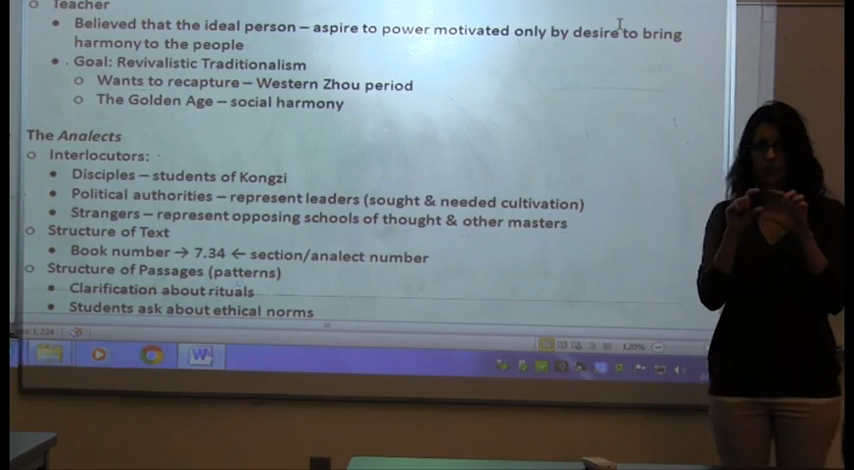 Teacher
Believed that the ideal person – aspire to power motivated only by desire to bring
harmony to the people
Goal: Revivalistic Traditionalism
Wants to recapture – Western Zhou period
The Golden Age – social harmony
The Analects
Interlocutors:
Disciples – students of Kongzi
Political authorities – represent leaders (sought & needed cultivation)
Strangers – represent opposing schools of thought & other masters
Structure of Text
Book number → 7.34 ← section/analect number
Structure of Passages (patterns)
Clarification about rituals
Students ask about ethical norms
1,224
120%
W